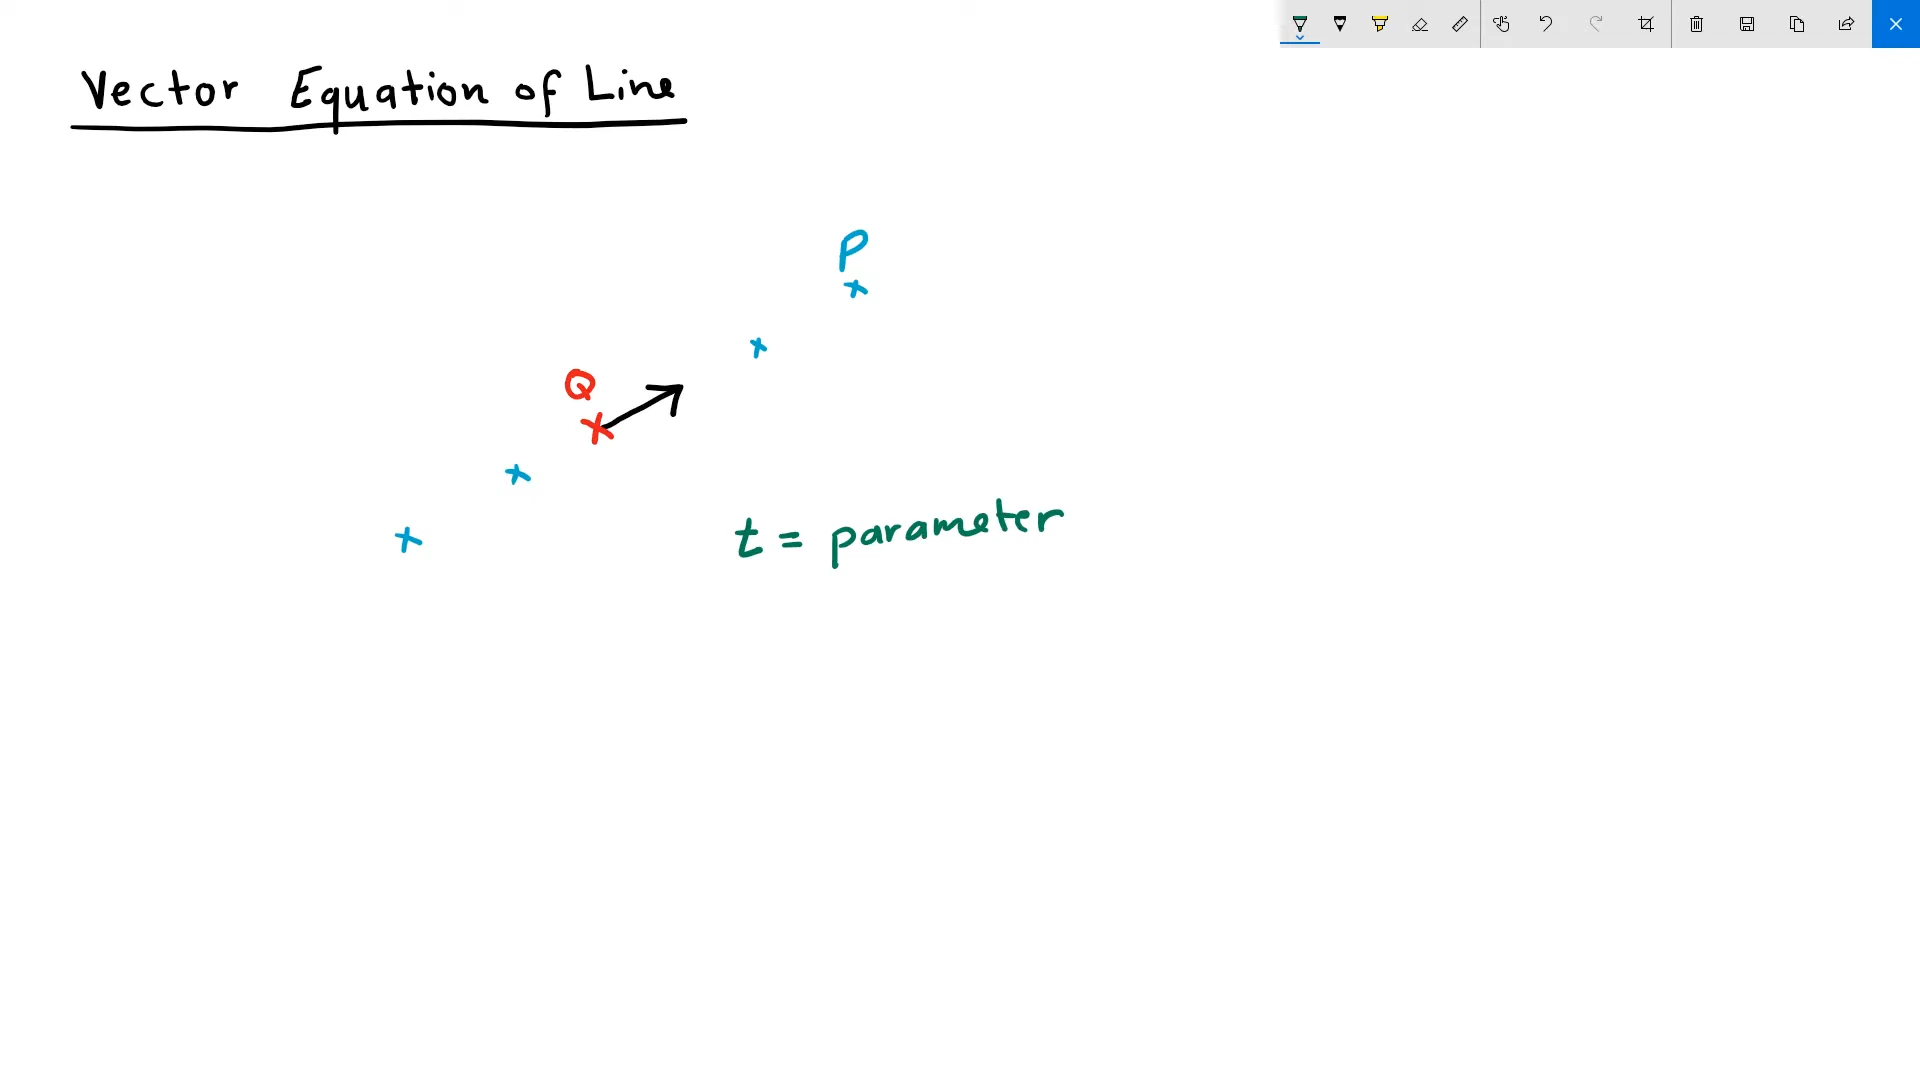 Vector Equation of Line
P
Q
t = parameter